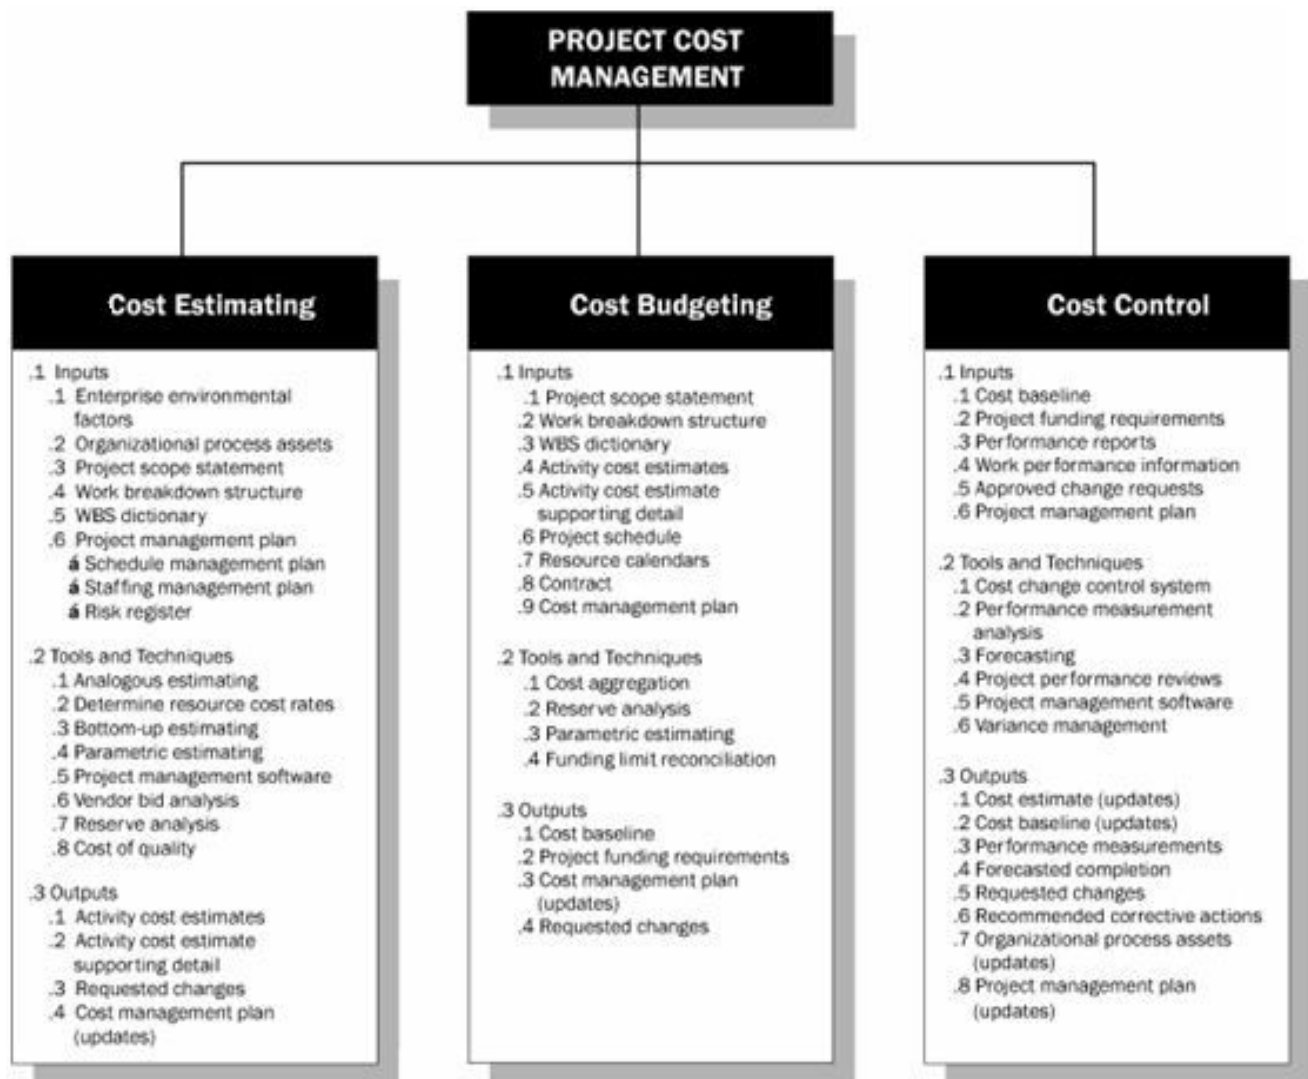 PROJECT COST
MANAGEMENT
Cost Estimating
.1 Inputs
.1 Enterprise environmental
factors
.2 Organizational process assets
.3 Project scope statement
.4 Work breakdown structure
.5 WBS dictionary
.6 Project management plan
á Schedule management plan
á Staffing management plan
á Risk register
.2 Tools and Techniques
.1 Analogous estimating
.2 Determine resource cost rates
.3 Bottom-up estimating
.4 Parametric estimating
.5 Project management software
.6 Vendor bid analysis
.7 Reserve analysis
.8 Cost of quality
.3 Outputs
.1 Activity cost estimates
.2 Activity cost estimate
supporting detail
.3 Requested changes
.4 Cost management plan
(updates)
Cost Budgeting
.1 Inputs
.1 Project scope statement
.2 Work breakdown structure
.3 WBS dictionary
.4 Activity cost estimates
.5 Activity cost estimate
supporting detail
.6 Project schedule
.7 Resource calendars
.8 Contract
.9 Cost management plan
.2 Tools and Techniques
.1 Cost aggregation
.2 Reserve analysis
.3 Parametric estimating
.4 Funding limit reconciliation
.3 Outputs
.1 Cost baseline
.2 Project funding requirements
.3 Cost management plan
(updates)
.4 Requested changes
Cost Control
.1 Inputs
.1 Cost baseline
.2 Project funding requirements
.3 Performance reports
.4 Work performance information
.5 Approved change requests
.6 Project management plan
.2 Tools and Techniques
.1 Cost change control system
.2 Performance measurement
analysis
.3 Forecasting
.4 Project performance reviews
.5 Project management software
.6 Variance management
.3 Outputs
.1 Cost estimate (updates)
.2 Cost baseline (updates)
.3 Performance measurements
.4 Forecasted completion
.5 Requested changes
.6 Recommended corrective actions
.7 Organizational process assets
(updates)
.8 Project management plan
(updates)